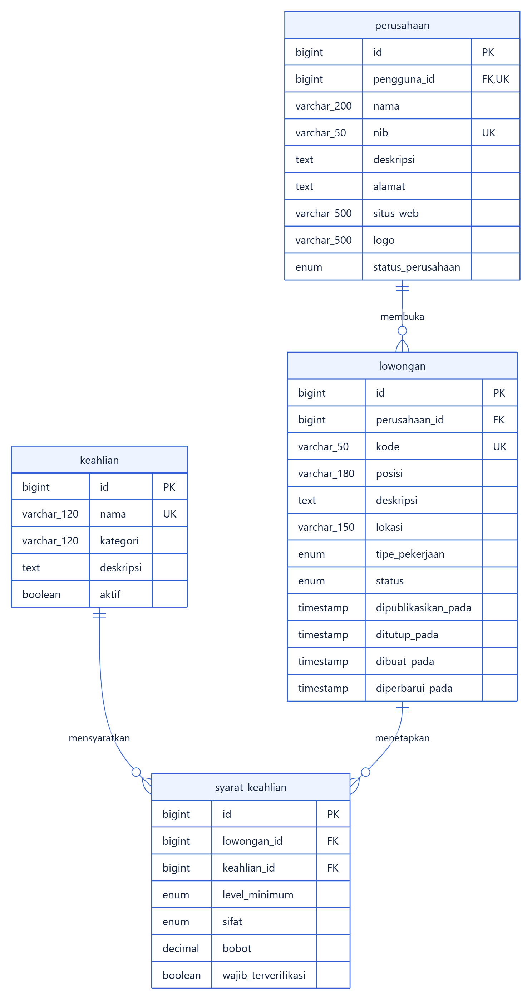 perusahaan
bigint id PK
bigint pengguna_id FK,UK
varchar_200 nama
varchar_50 nib UK
text deskripsi
text alamat
varchar_500 situs_web
varchar_500 logo
enum status_perusahaan
membuka
lowongan
bigint id PK
bigint perusahaan_id FK
varchar_50 kode UK
varchar_180 posisi
text deskripsi
varchar_150 lokasi
enum tipe_pekerjaan
enum status
timestamp dipublikasikan_pada
timestamp ditutup_pada
timestamp dibuat_pada
timestamp diperbarui_pada
keahlian
bigint id PK
varchar_120 nama UK
varchar_120 kategori
text deskripsi
boolean aktif
mensyaratkan
menetapkan
syarat_keahlian
bigint id PK
bigint lowongan_id FK
bigint keahlian_id FK
enum level_minimum
enum sifat
decimal bobot
boolean wajib_terverifikasi